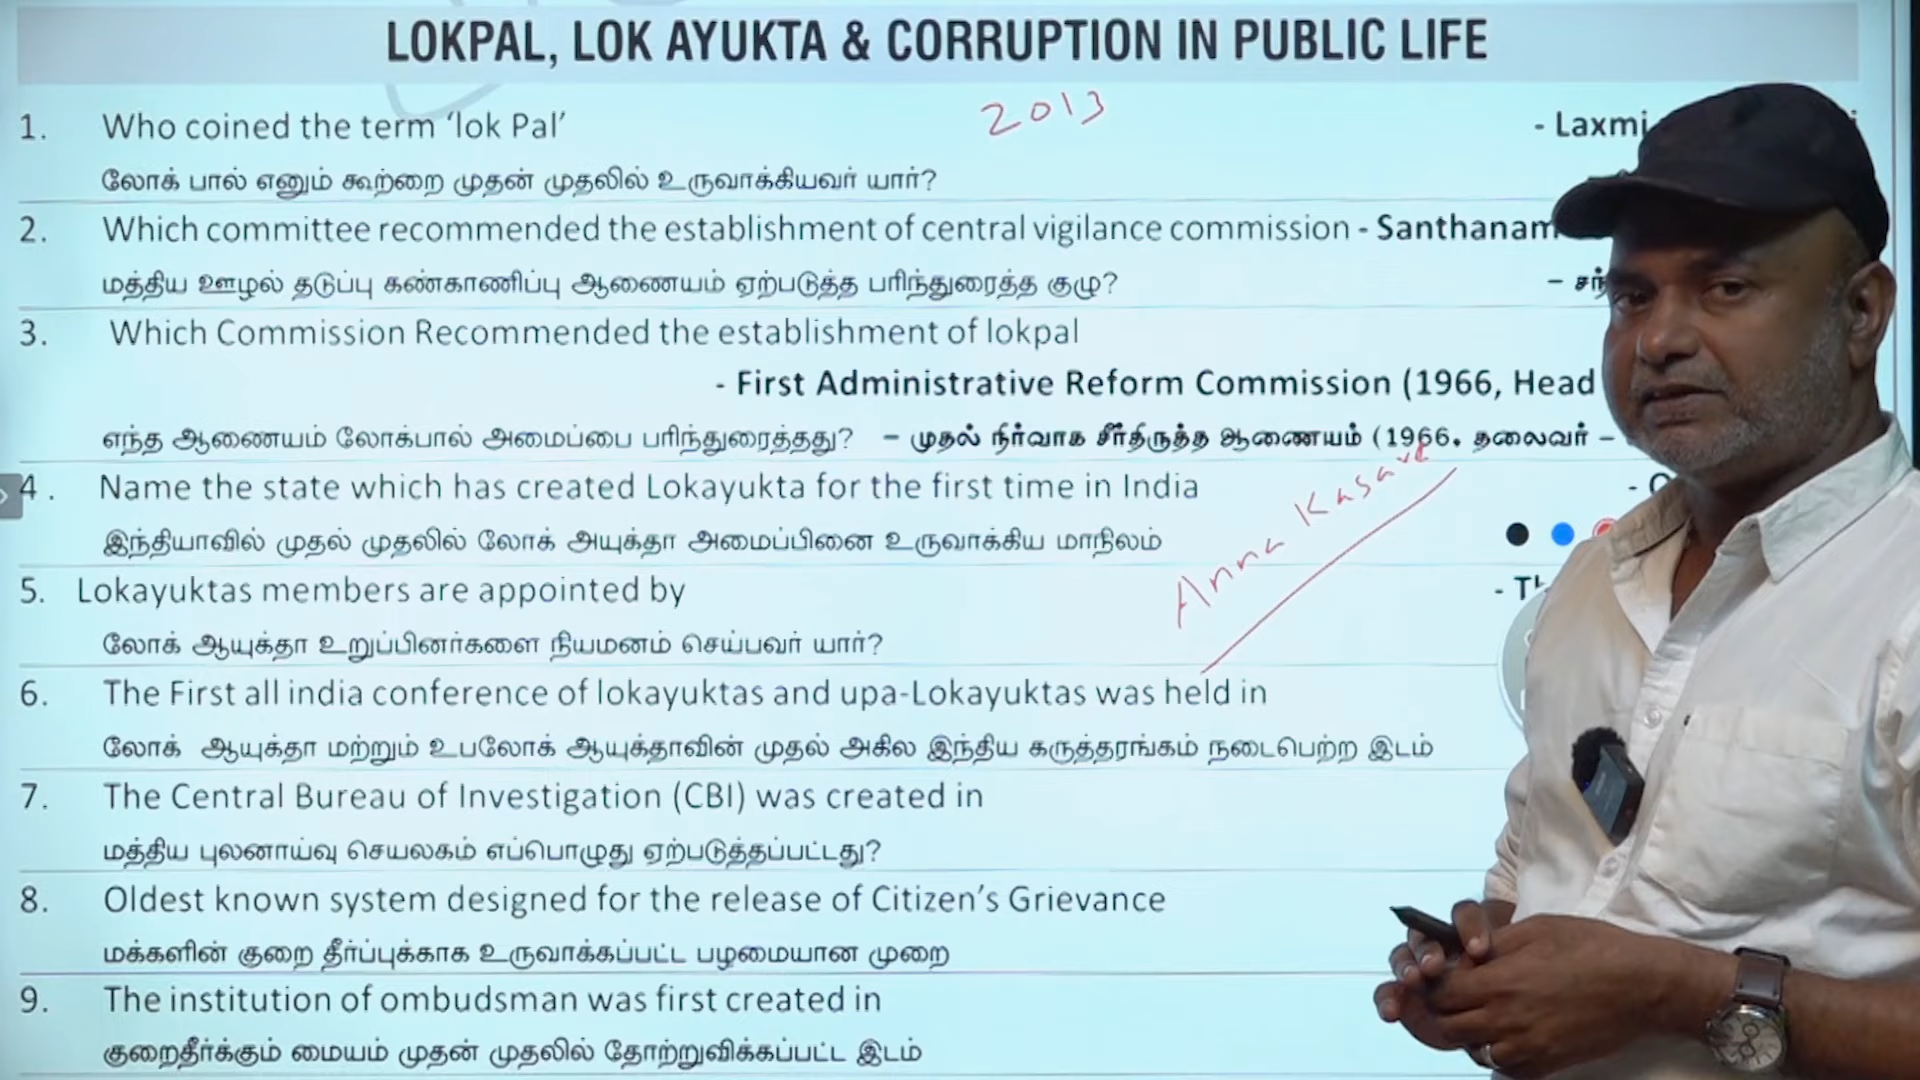 LOKPAL, LOK AYUKTA & CORRUPTION IN PUBLIC LIFE
2013
1. Who coined the term ‘lok Pal’ - Laxmi
லோக் பால் எனும் கூற்றை முதன் முதலில் உருவாக்கியவர் யார்?
2. Which committee recommended the establishment of central vigilance commission - Santhanam
மத்திய ஊழல் தடுப்பு கண்காணிப்பு ஆணையம் ஏற்படுத்த பரிந்துரைத்த குழு? –
3. Which Commission Recommended the establishment of lokpal
- First Administrative Reform Commission (1966, Head
எந்த ஆணையம் லோக்பால் அமைப்பை பரிந்துரைத்தது? – முதல் நிர்வாக சீர்திருத்த ஆணையம் (1966. தலைவர் –
4 . Name the state which has created Lokayukta for the first time in India -
இந்தியாவில் முதல் முதலில் லோக் அயுக்தா அமைப்பினை உருவாக்கிய மாநிலம்
Anna Kasave
5. Lokayuktas members are appointed by -
லோக் ஆயுக்தா உறுப்பினர்களை நியமனம் செய்பவர் யார்?
6. The First all india conference of lokayuktas and upa-Lokayuktas was held in
லோக் ஆயுக்தா மற்றும் உபலோக் ஆயுக்தாவின் முதல் அகில இந்திய கருத்தரங்கம் நடைபெற்ற இடம்
7. The Central Bureau of Investigation (CBI) was created in
மத்திய புலனாய்வு செயலகம் எப்பொழுது ஏற்படுத்தப்பட்டது?
8. Oldest known system designed for the release of Citizen’s Grievance
மக்களின் குறை தீர்ப்புக்காக உருவாக்கப்பட்ட பழமையான முறை
9. The institution of ombudsman was first created in
குறைதீர்க்கும் மையம் முதன் முதலில் தோற்றுவிக்கப்பட்ட இடம்